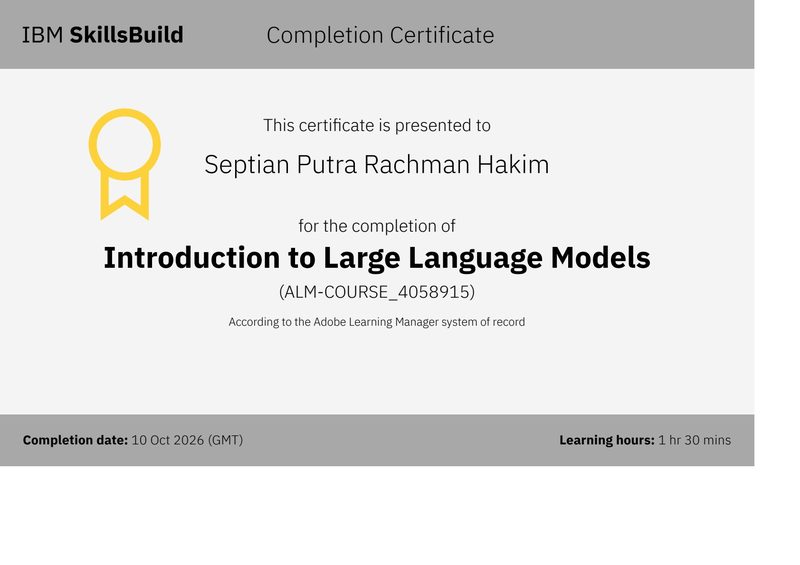 IBM SkillsBuild
Completion Certificate
This certificate is presented to
Septian Putra Rachman Hakim
for the completion of
Introduction to Large Language Models
(ALM-COURSE_4058915)
According to the Adobe Learning Manager system of record
Completion date: 10 Oct 2026 (GMT)
Learning hours: 1 hr 30 mins